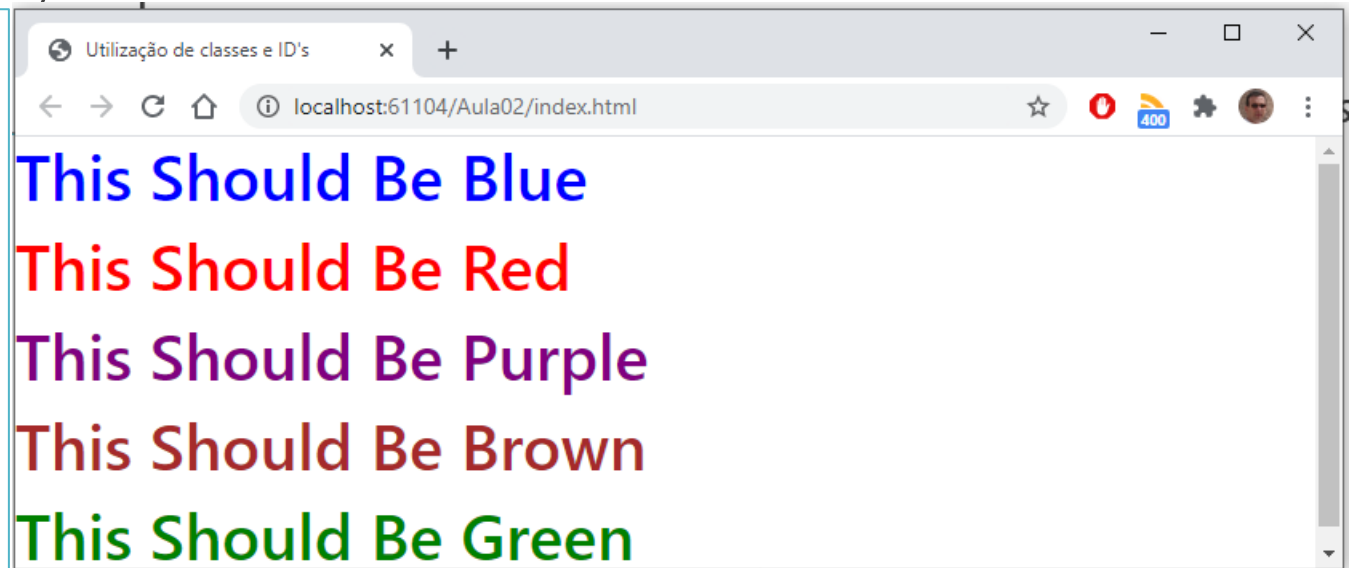 Utilização de classes e ID's
localhost:61104/Aula02/index.html
400
This Should Be Blue
This Should Be Red
This Should Be Purple
This Should Be Brown
This Should Be Green